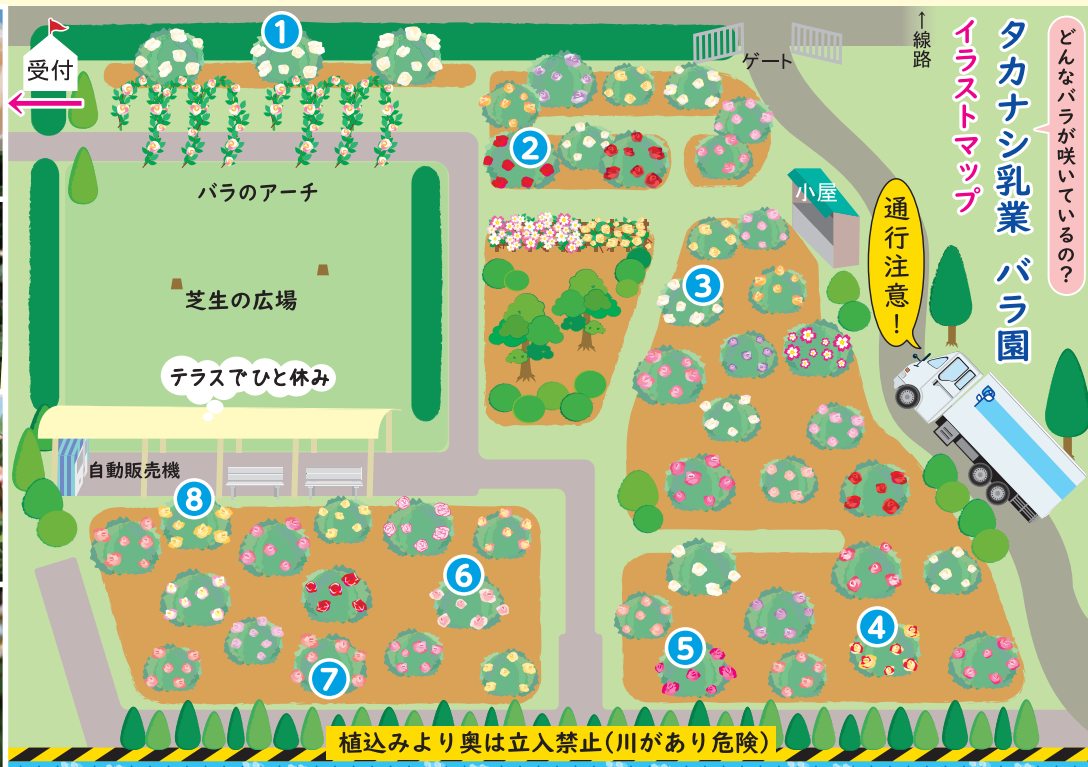 どんなバラが咲いているの?
タカナシ乳業 バラ園
イラストマップ
↑線路
ゲート
受付
1
2
バラのアーチ
小屋
通行注意!
3
芝生の広場
テラスでひと休み
自動販売機
8
6
7
4
5
植込みより奥は立入禁止(川があり危険)